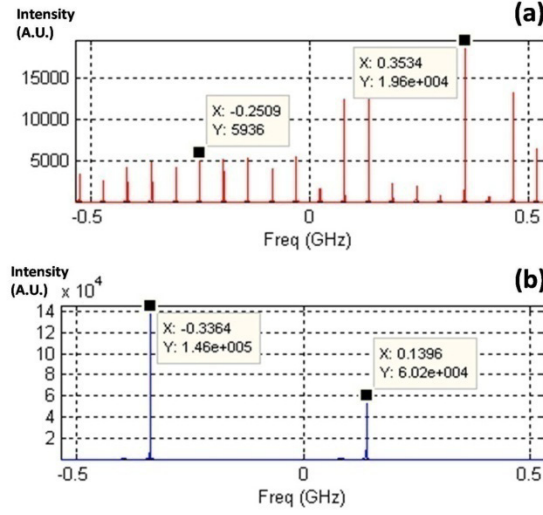 Intensity
(A.U.)
(a)
X: 0.3534
Y: 1.96e+004
15000
X: -0.2509
Y: 5936
10000
5000
-0.5
0
0.5
Freq (GHz)
Intensity
(A.U.)
x 10⁴
(b)
14
X: -0.3364
Y: 1.46e+005
12
X: 0.1396
Y: 6.02e+004
10
8
6
4
2
-0.5
0
0.5
Freq (GHz)